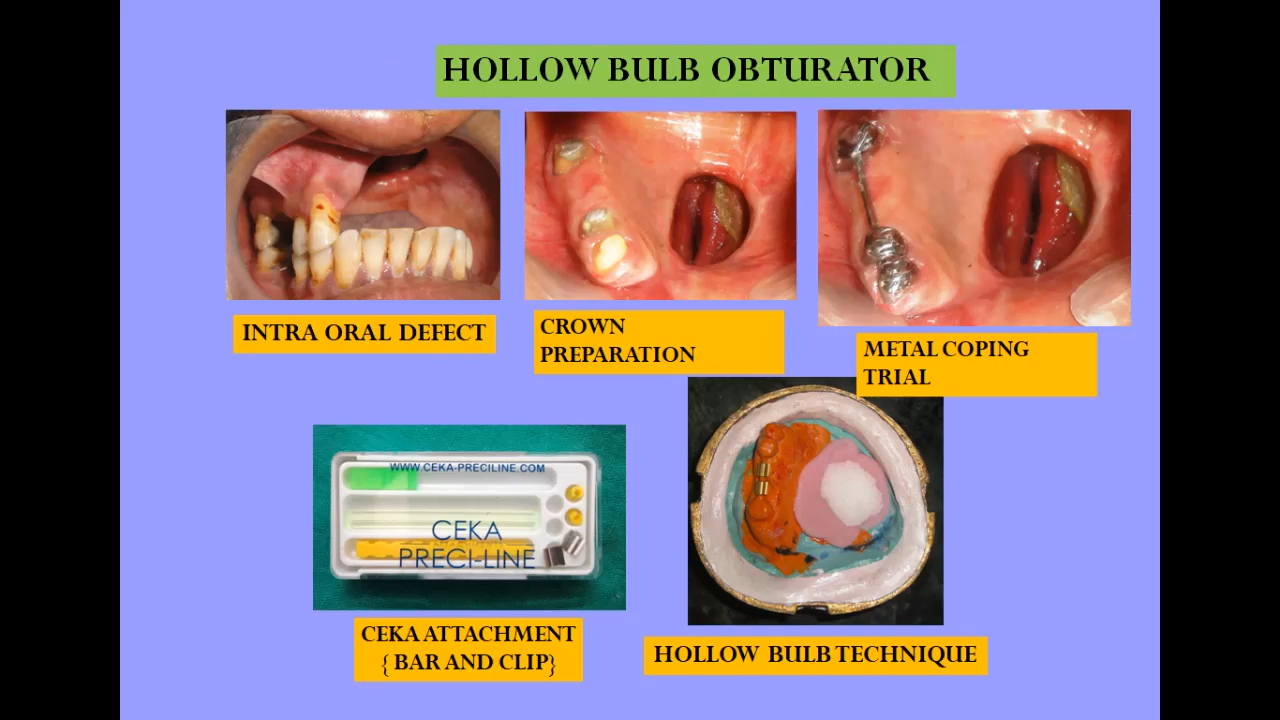 HOLLOW BULB OBTURATOR
INTRA ORAL DEFECT
CROWN
PREPARATION
METAL COPING
TRIAL
WWW.CEKA-PRECILINE.COM
CEKA
PRECI-LINE
CEKA ATTACHMENT
{ BAR AND CLIP}
HOLLOW BULB TECHNIQUE